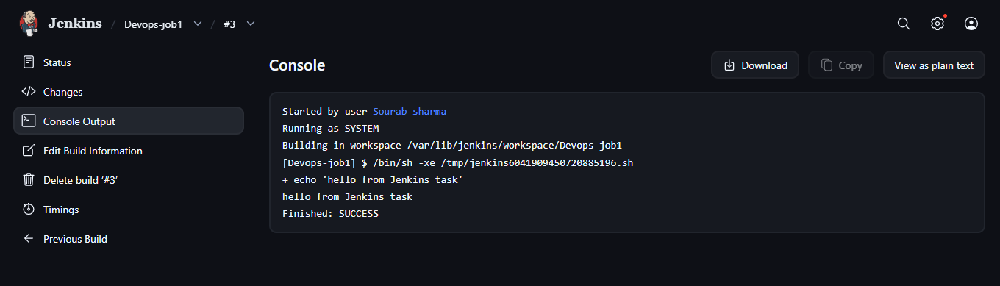 Jenkins / Devops-job1 / #3
Status
Changes
Console Output
Edit Build Information
Delete build ‘#3’
Timings
Previous Build
Console
Download
Copy
View as plain text
Started by user Sourab sharma
Running as SYSTEM
Building in workspace /var/lib/jenkins/workspace/Devops-job1
[Devops-job1] $ /bin/sh -xe /tmp/jenkins6041909450720885196.sh
+ echo 'hello from Jenkins task'
hello from Jenkins task
Finished: SUCCESS